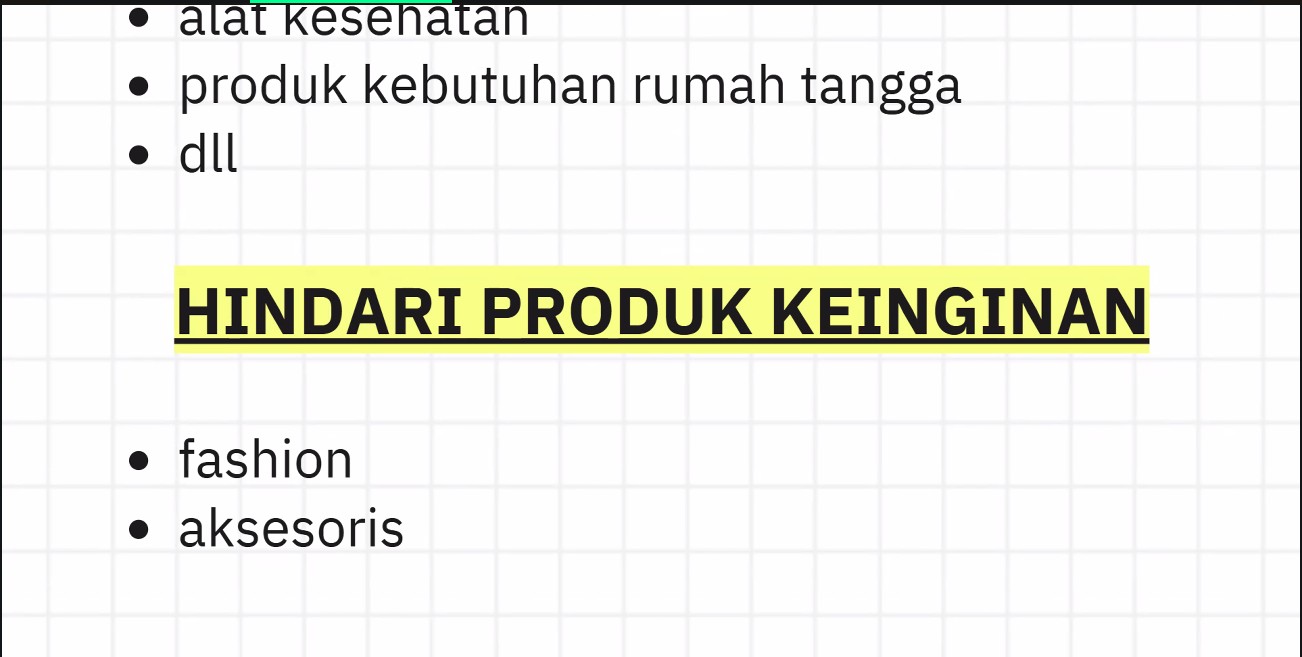 alat kesehatan
produk kebutuhan rumah tangga
dll
HINDARI PRODUK KEINGINAN
fashion
aksesoris